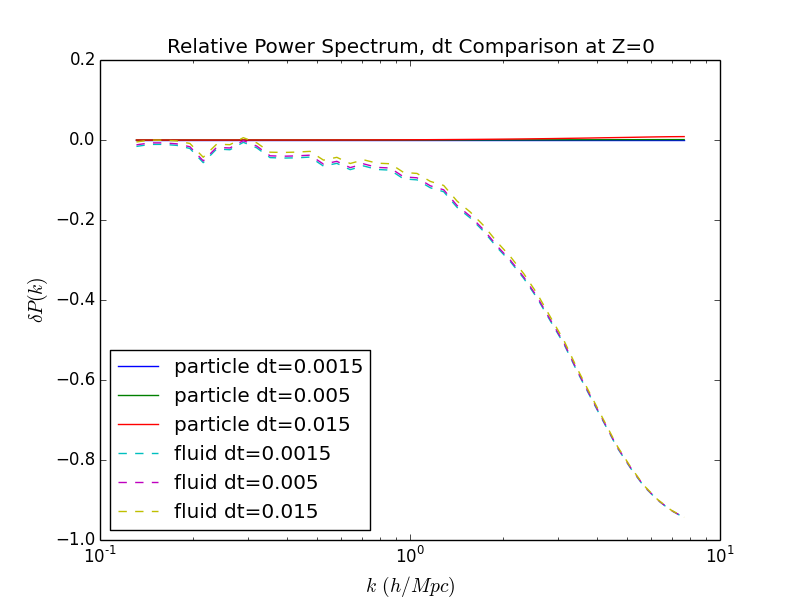 Relative Power Spectrum, dt Comparison at Z=0
0.2
0.0
−0.2
−0.4
−0.6
−0.8
−1.0
δP(k)
particle dt=0.0015
particle dt=0.005
particle dt=0.015
fluid dt=0.0015
fluid dt=0.005
fluid dt=0.015
10⁻¹
10⁰
10¹
k (h/Mpc)